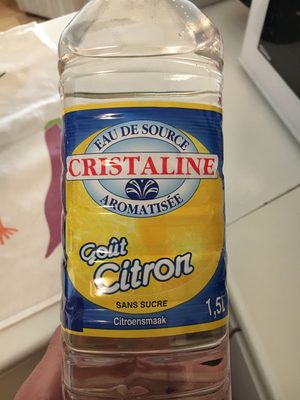 EAU DE SOURCE
CRISTALINE
AROMATISÉE
Goût
Citron
SANS SUCRE
1,5L
Citroensmaak